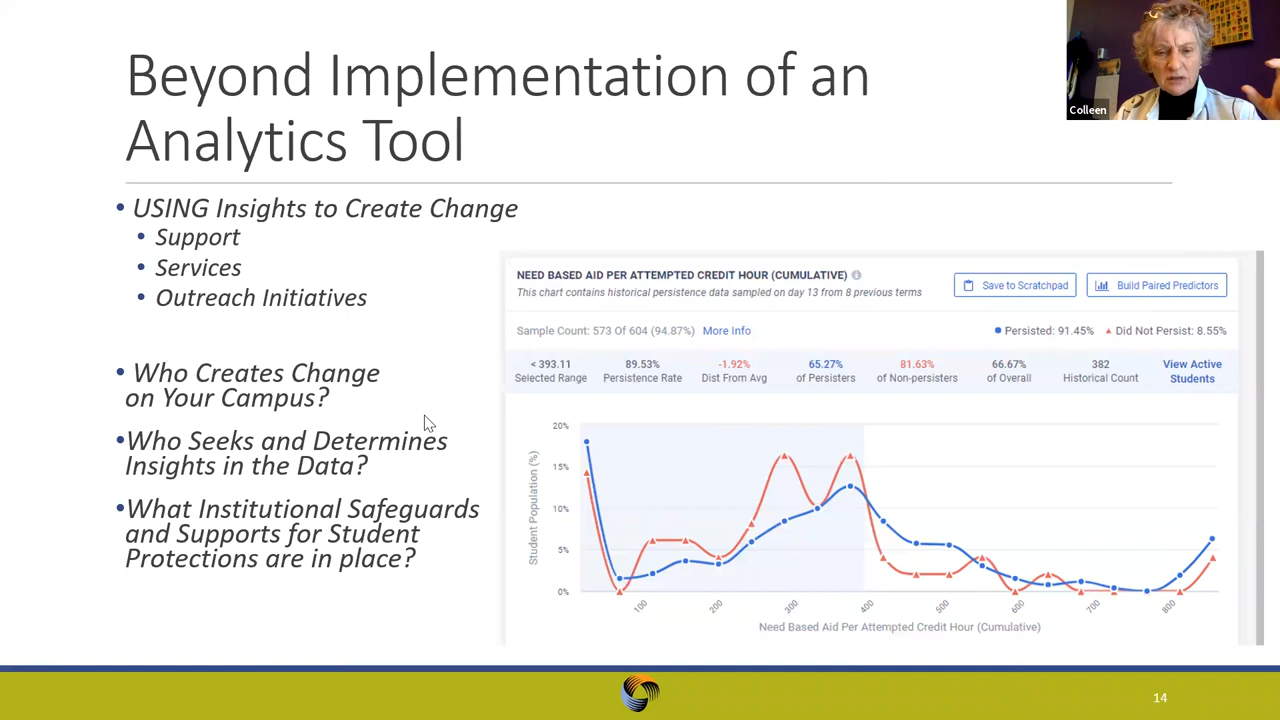 Beyond Implementation of an
Analytics Tool
Colleen
• USING Insights to Create Change
• Support
• Services
• Outreach Initiatives
• Who Creates Change
on Your Campus?
•Who Seeks and Determines
Insights in the Data?
•What Institutional Safeguards
and Supports for Student
Protections are in place?
NEED BASED AID PER ATTEMPTED CREDIT HOUR (CUMULATIVE)
This chart contains historical persistence data sampled on day 13 from 8 previous terms
Save to Scratchpad
Build Paired Predictors
Sample Count: 573 Of 604 (94.87%) More Info
Persisted: 91.45% Did Not Persist: 8.55%
< 393.11 89.53% -1.92% 65.27% 81.63% 66.67% 382 View Active
Selected Range Persistence Rate Dist From Avg of Persisters of Non-persisters of Overall Historical Count Students
Student Population (%)
20%
15%
10%
5%
0%
100 200 300 400 500 600 700 800
Need Based Aid Per Attempted Credit Hour (Cumulative)
14